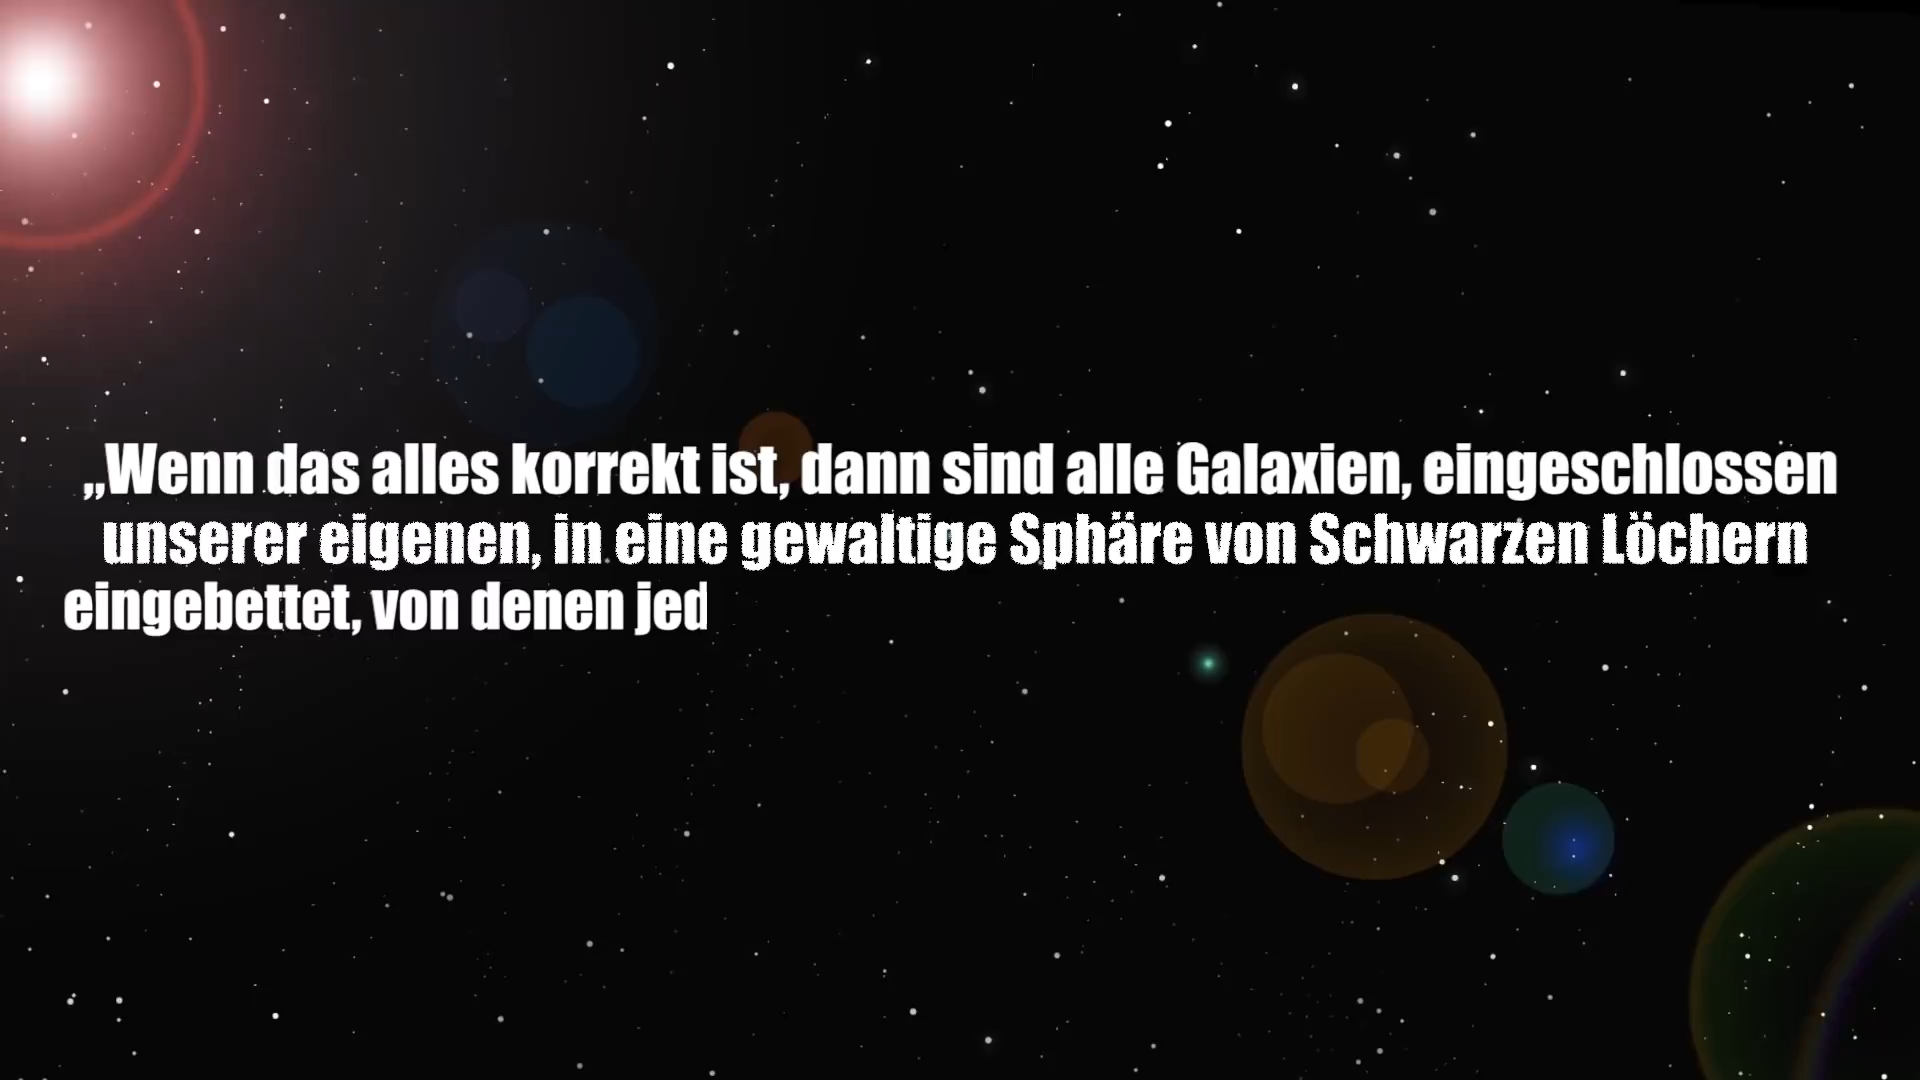 „Wenn das alles korrekt ist, dann sind alle Galaxien, eingeschlossen
unserer eigenen, in eine gewaltige Sphäre von Schwarzen Löchern
eingebettet, von denen jed